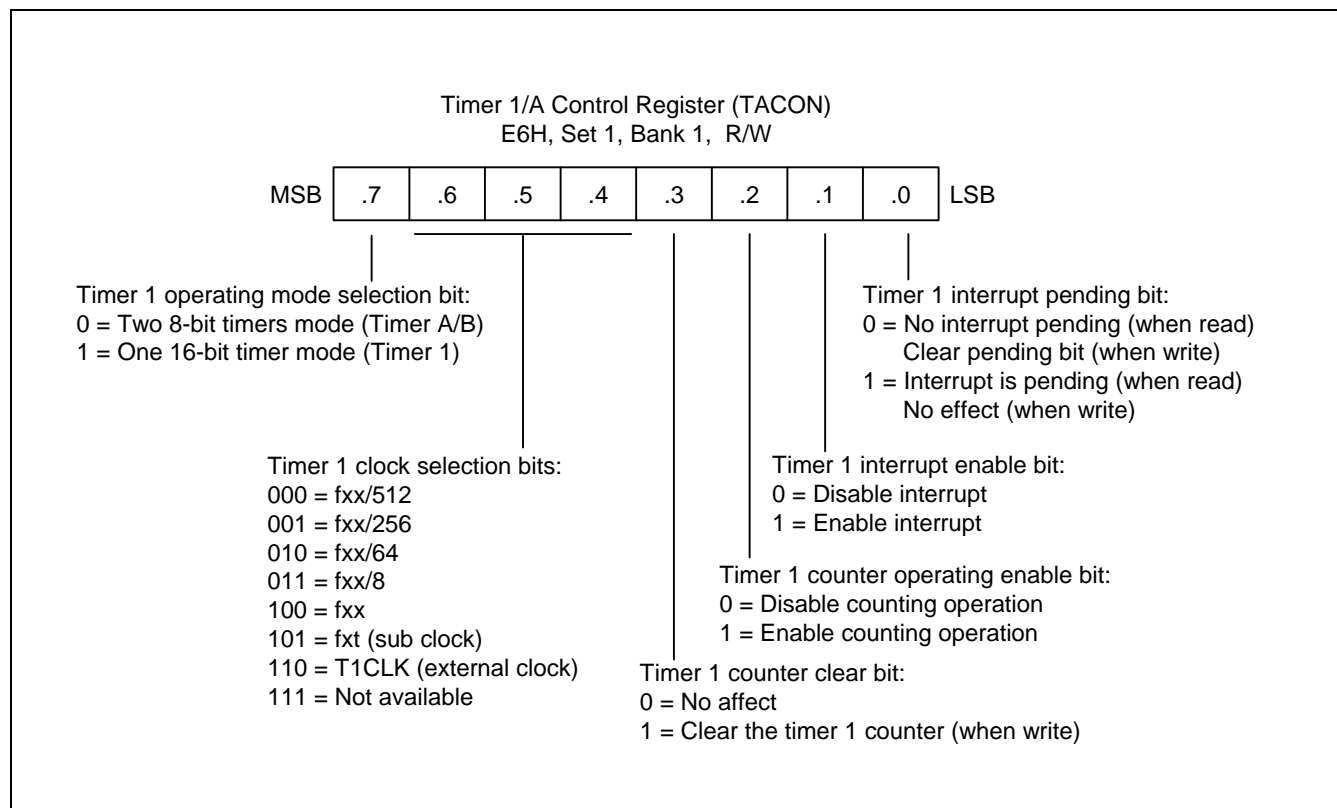 Timer 1/A Control Register (TACON)
E6H, Set 1, Bank 1, R/W
MSB .7 .6 .5 .4 .3 .2 .1 .0 LSB
Timer 1 operating mode selection bit:
0 = Two 8-bit timers mode (Timer A/B)
1 = One 16-bit timer mode (Timer 1)
Timer 1 interrupt pending bit:
0 = No interrupt pending (when read)
Clear pending bit (when write)
1 = Interrupt is pending (when read)
No effect (when write)
Timer 1 clock selection bits:
000 = fxx/512
001 = fxx/256
010 = fxx/64
011 = fxx/8
100 = fxx
101 = fxt (sub clock)
110 = T1CLK (external clock)
111 = Not available
Timer 1 interrupt enable bit:
0 = Disable interrupt
1 = Enable interrupt
Timer 1 counter operating enable bit:
0 = Disable counting operation
1 = Enable counting operation
Timer 1 counter clear bit:
0 = No affect
1 = Clear the timer 1 counter (when write)